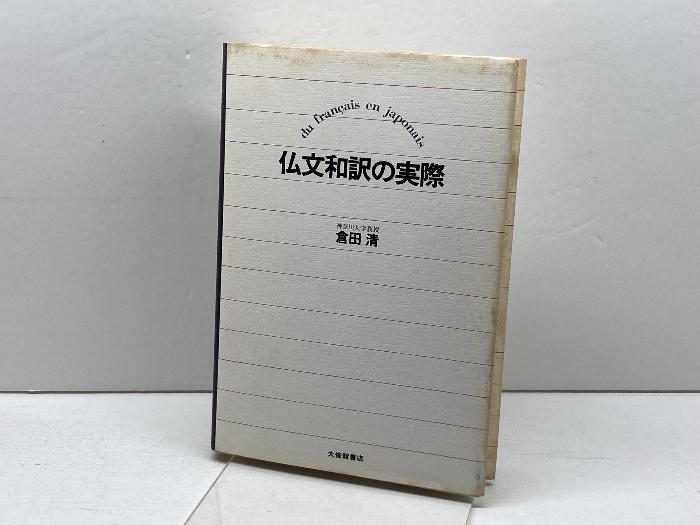 du français en japonais
仏文和訳の実際
神奈川大学教授
倉田 清
大修館書店